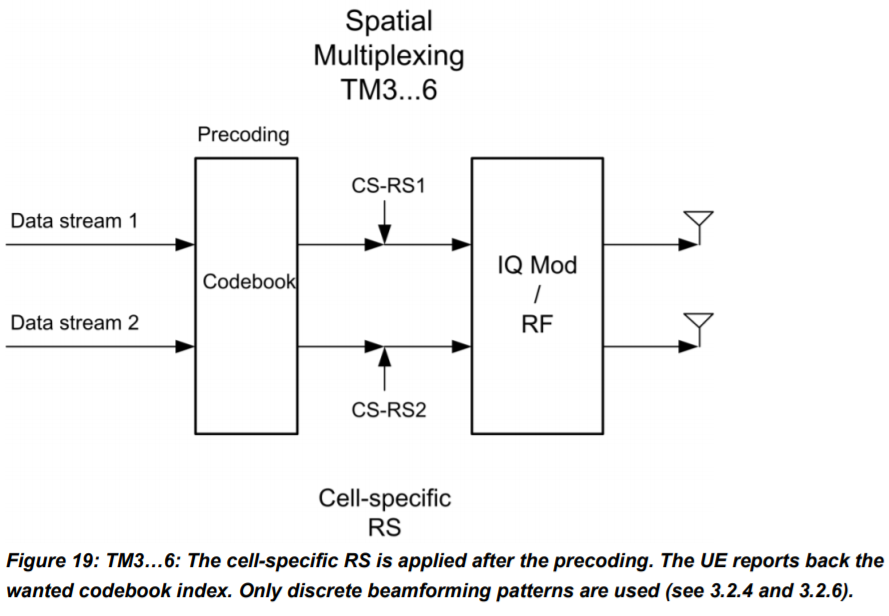 Spatial
Multiplexing
TM3...6
Precoding
CS-RS1
Data stream 1
Codebook
IQ Mod
/
RF
Data stream 2
CS-RS2
Cell-specific
RS
Figure 19: TM3…6: The cell-specific RS is applied after the precoding. The UE reports back the
wanted codebook index. Only discrete beamforming patterns are used (see 3.2.4 and 3.2.6).